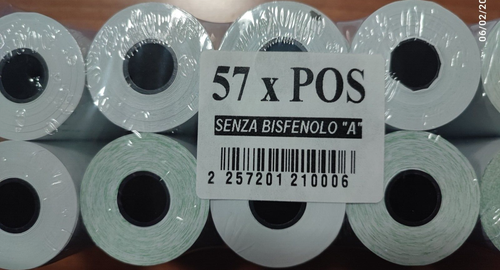 57 x POS
SENZA BISFENOLO "A"
2 257201 210006